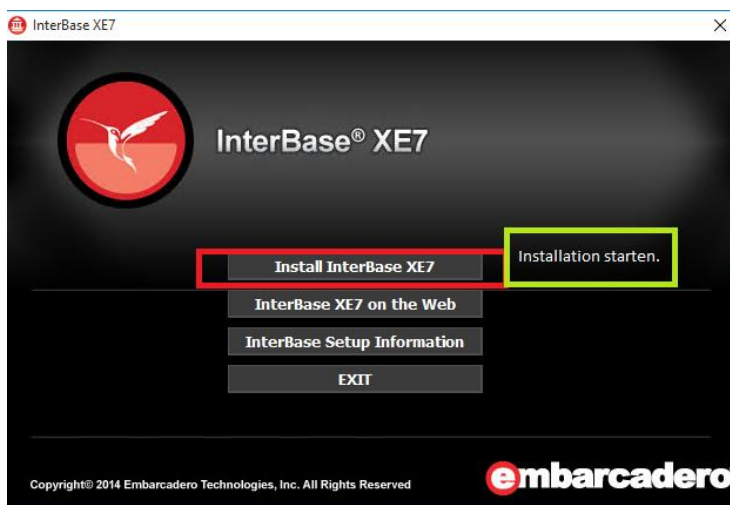 InterBase XE7
InterBase® XE7
Install InterBase XE7
Installation starten.
InterBase XE7 on the Web
InterBase Setup Information
EXIT
Copyright© 2014 Embarcadero Technologies, Inc. All Rights Reserved
embarcadero